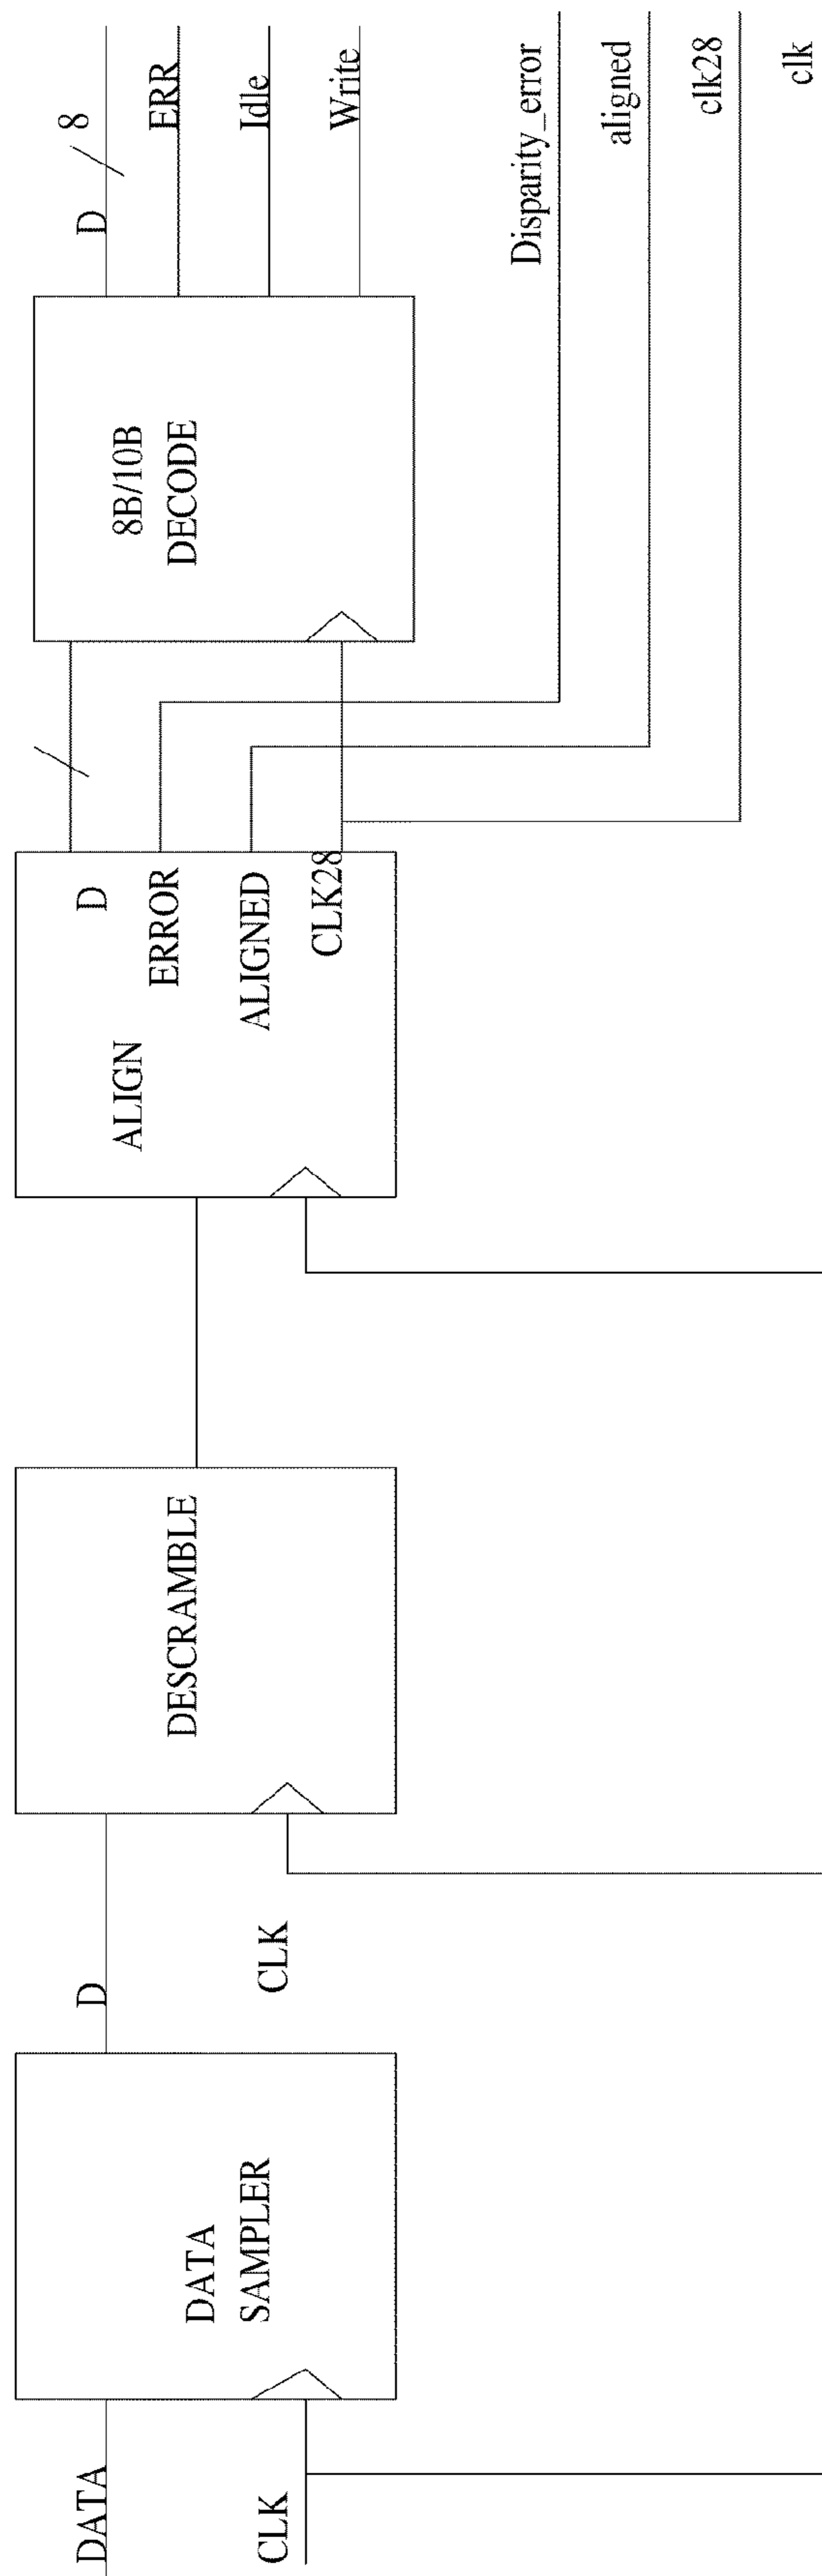 DATA
CLK
DATA
SAMPLER
D
CLK
DESCRAMBLE
ALIGN
D
ERROR
ALIGNED
CLK28
8B/10B
DECODE
D
8
ERR
Idle
Write
Disparity_error
aligned
clk28
clk